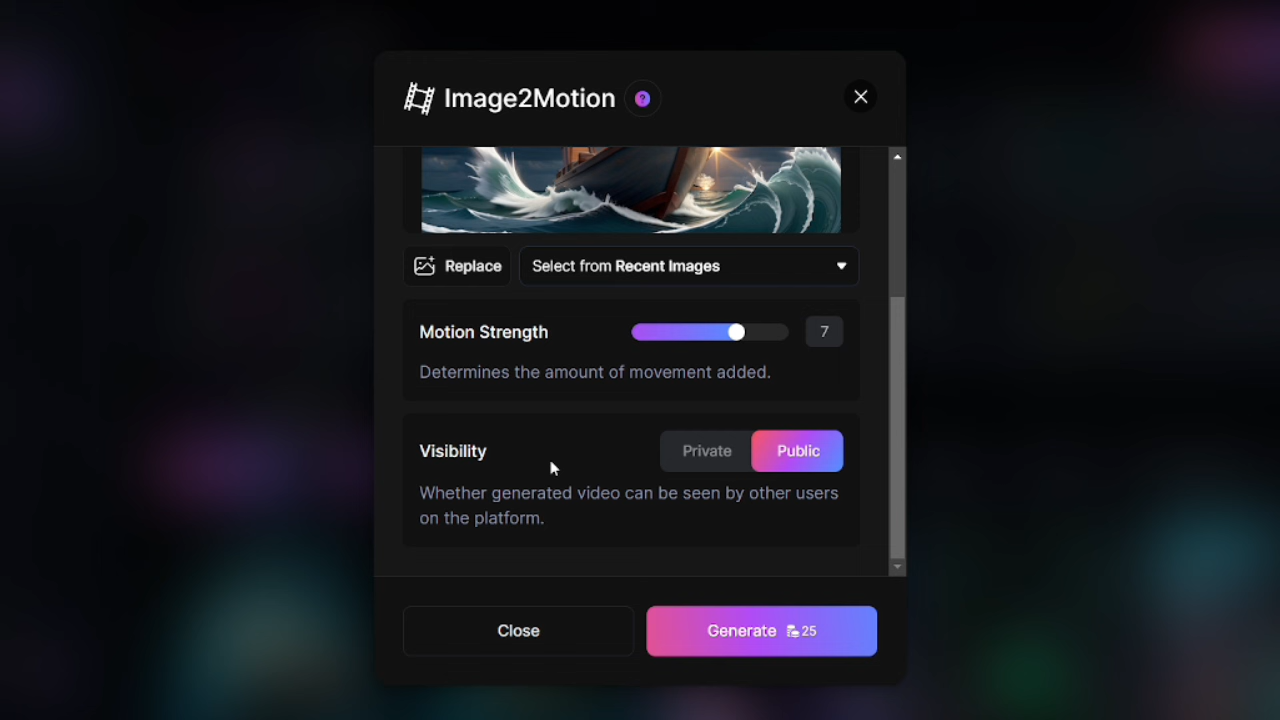 Image2Motion ?
Replace
Select from Recent Images
Motion Strength
7
Determines the amount of movement added.
Visibility
Private
Public
Whether generated video can be seen by other users
on the platform.
Close
Generate 25